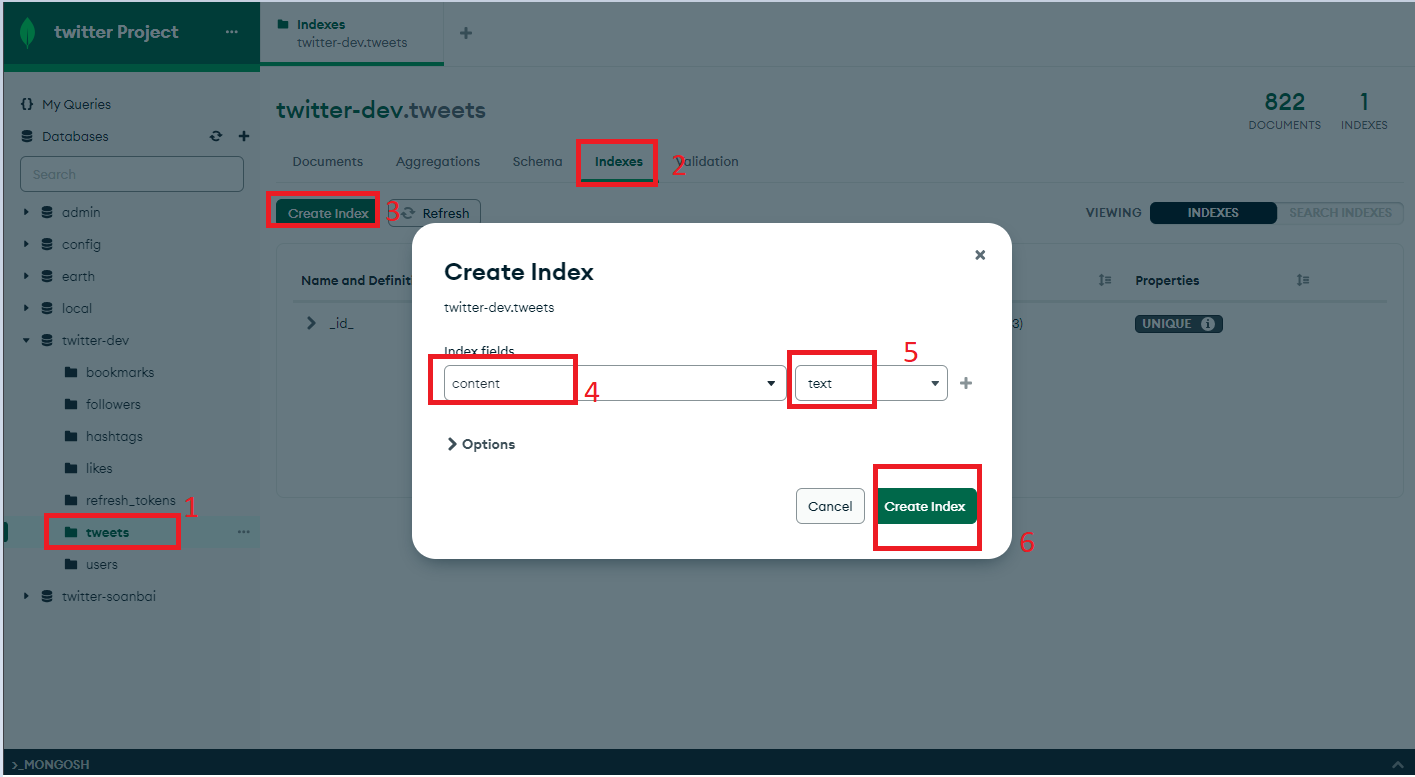 twitter Project ...
Indexes
twitter-dev.tweets
My Queries
Databases
Search
admin
config
earth
local
twitter-dev
bookmarks
followers
hashtags
likes
refresh_tokens
1
tweets ...
users
twitter-soanbai
twitter-dev.tweets
822
DOCUMENTS
1
INDEXES
Documents Aggregations Schema Indexes 2 Validation
Create Index 3 Refresh
VIEWING INDEXES SEARCH INDEXES
Name and Definiti
Properties
_id_
3)
UNIQUE
Create Index
twitter-dev.tweets
Index fields
5
content 4 text
Options
Cancel Create Index
6
>_MONGOSH